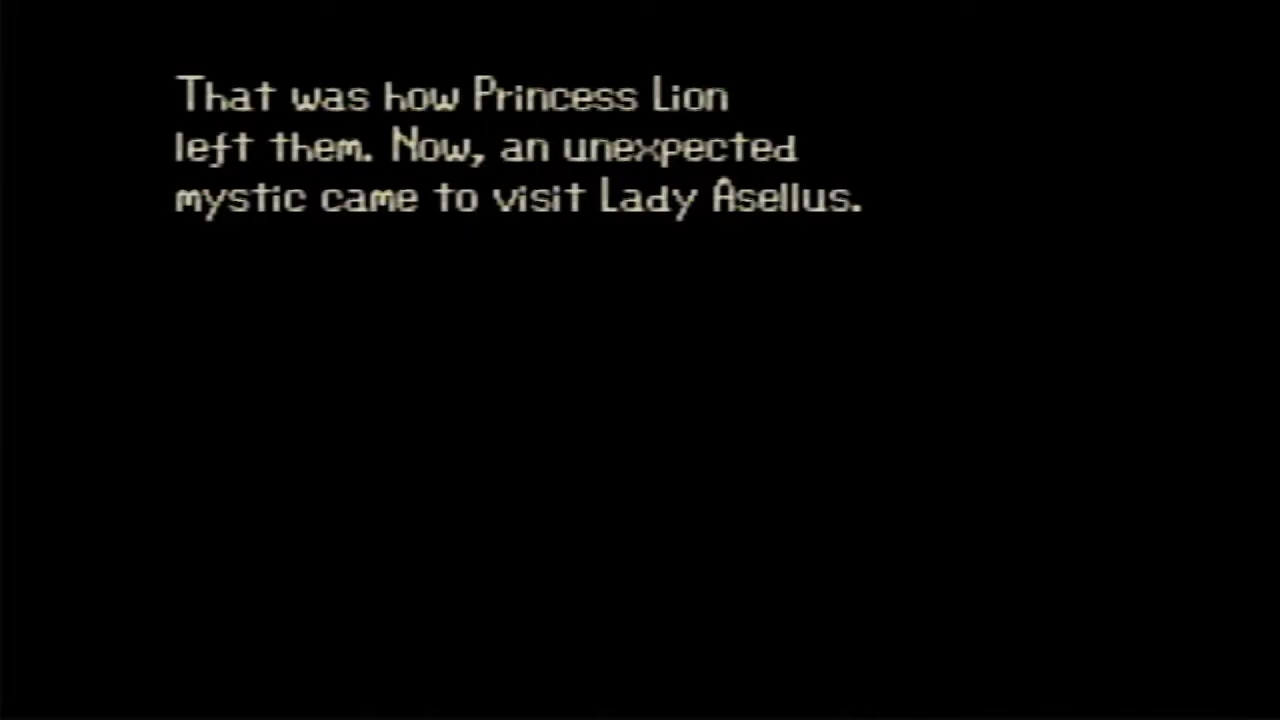 That was how Princess Lion
left them. Now, an unexpected
mystic came to visit Lady Asellus.